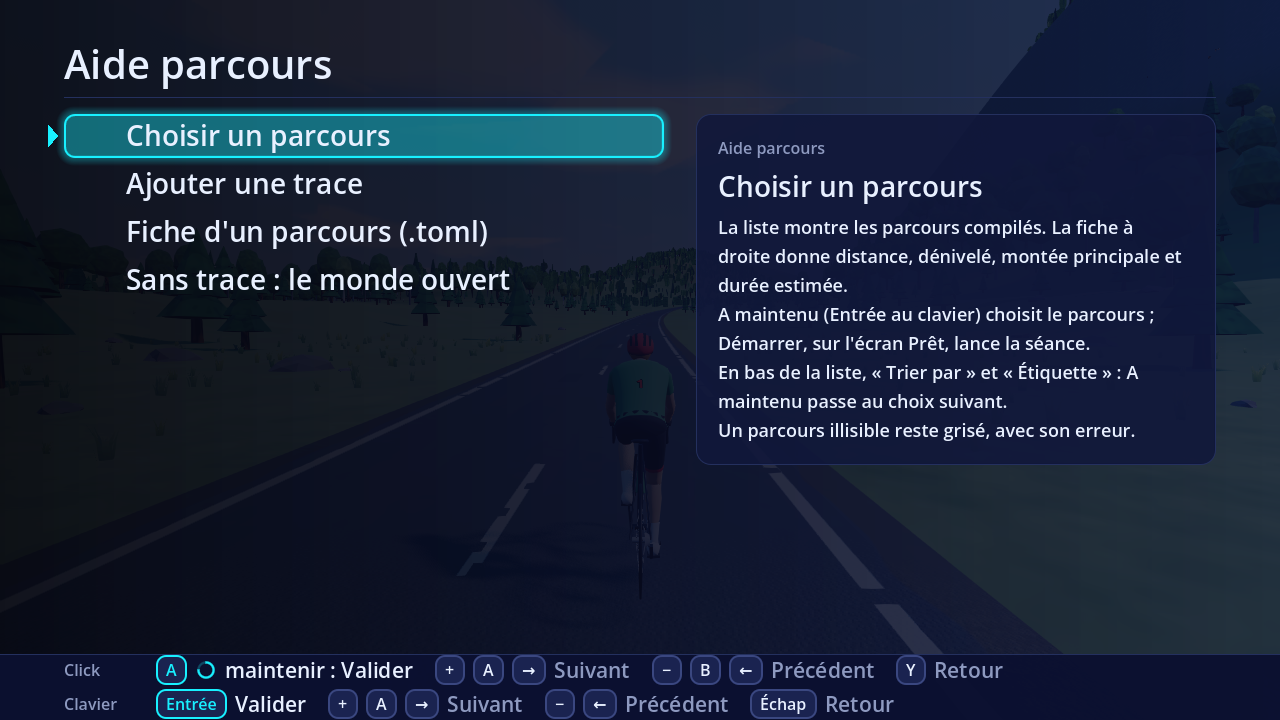 Aide parcours
Choisir un parcours
Ajouter une trace
Fiche d'un parcours (.toml)
Sans trace : le monde ouvert
Aide parcours
Choisir un parcours
La liste montre les parcours compilés. La fiche à
droite donne distance, dénivelé, montée principale et
durée estimée.
A maintenu (Entrée au clavier) choisit le parcours ;
Démarrer, sur l'écran Prêt, lance la séance.
En bas de la liste, « Trier par » et « Étiquette » : A
maintenu passe au choix suivant.
Un parcours illisible reste grisé, avec son erreur.
Click A maintenir : Valider + A → Suivant − B ← Précédent Y Retour
Clavier Entrée Valider + A → Suivant − ← Précédent Échap Retour